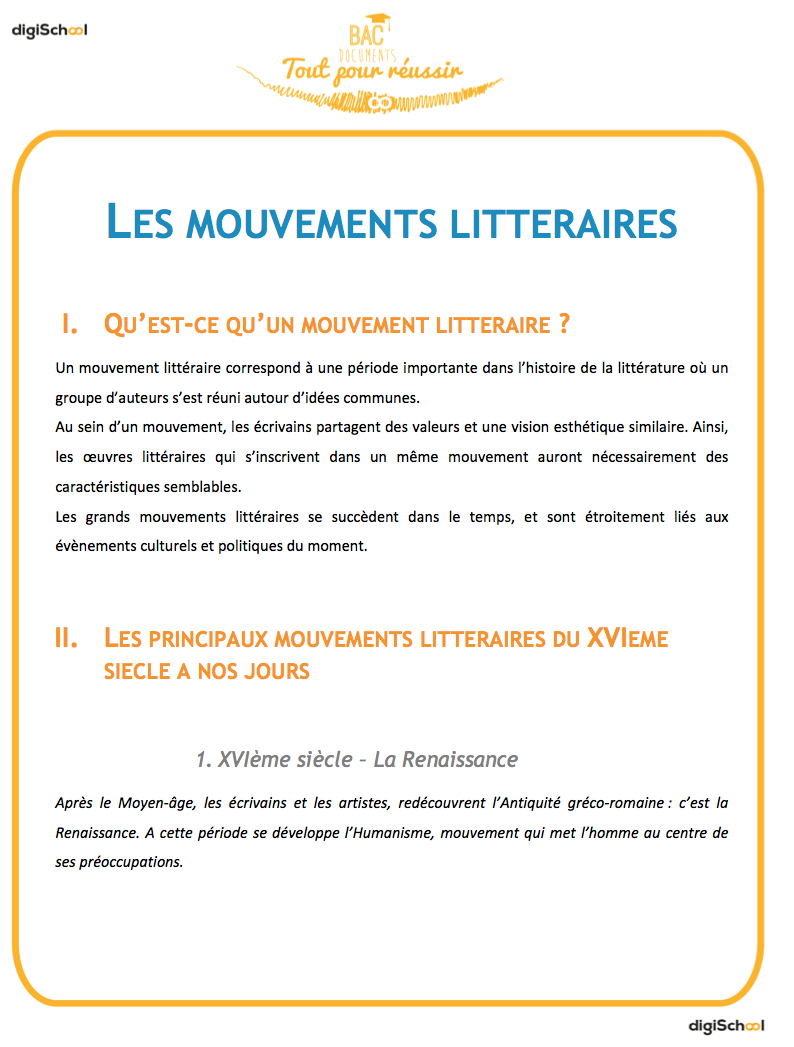 digiSchool
BAC
DOCUMENTS
Tout pour réussir
LES MOUVEMENTS LITTERAIRES
I. QU’EST-CE QU’UN MOUVEMENT LITTERAIRE ?
Un mouvement littéraire correspond à une période importante dans l’histoire de la littérature où un
groupe d’auteurs s’est réuni autour d’idées communes.
Au sein d’un mouvement, les écrivains partagent des valeurs et une vision esthétique similaire. Ainsi,
les œuvres littéraires qui s’inscrivent dans un même mouvement auront nécessairement des
caractéristiques semblables.
Les grands mouvements littéraires se succèdent dans le temps, et sont étroitement liés aux
évènements culturels et politiques du moment.
II. LES PRINCIPAUX MOUVEMENTS LITTERAIRES DU XVIEME
SIECLE A NOS JOURS
1. XVIème siècle – La Renaissance
Après le Moyen-âge, les écrivains et les artistes, redécouvrent l’Antiquité gréco-romaine : c’est la
Renaissance. A cette période se développe l’Humanisme, mouvement qui met l’homme au centre de
ses préoccupations.
digiSchool